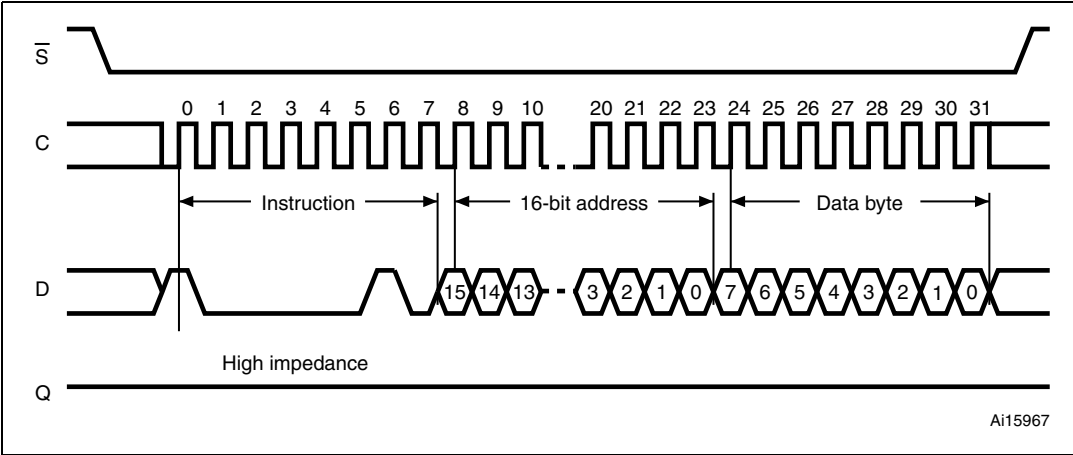 S
0 1 2 3 4 5 6 7 8 9 10 20 21 22 23 24 25 26 27 28 29 30 31
C
Instruction 16-bit address Data byte
D 15 14 13 3 2 1 0 7 6 5 4 3 2 1 0
High impedance
Q
Ai15967